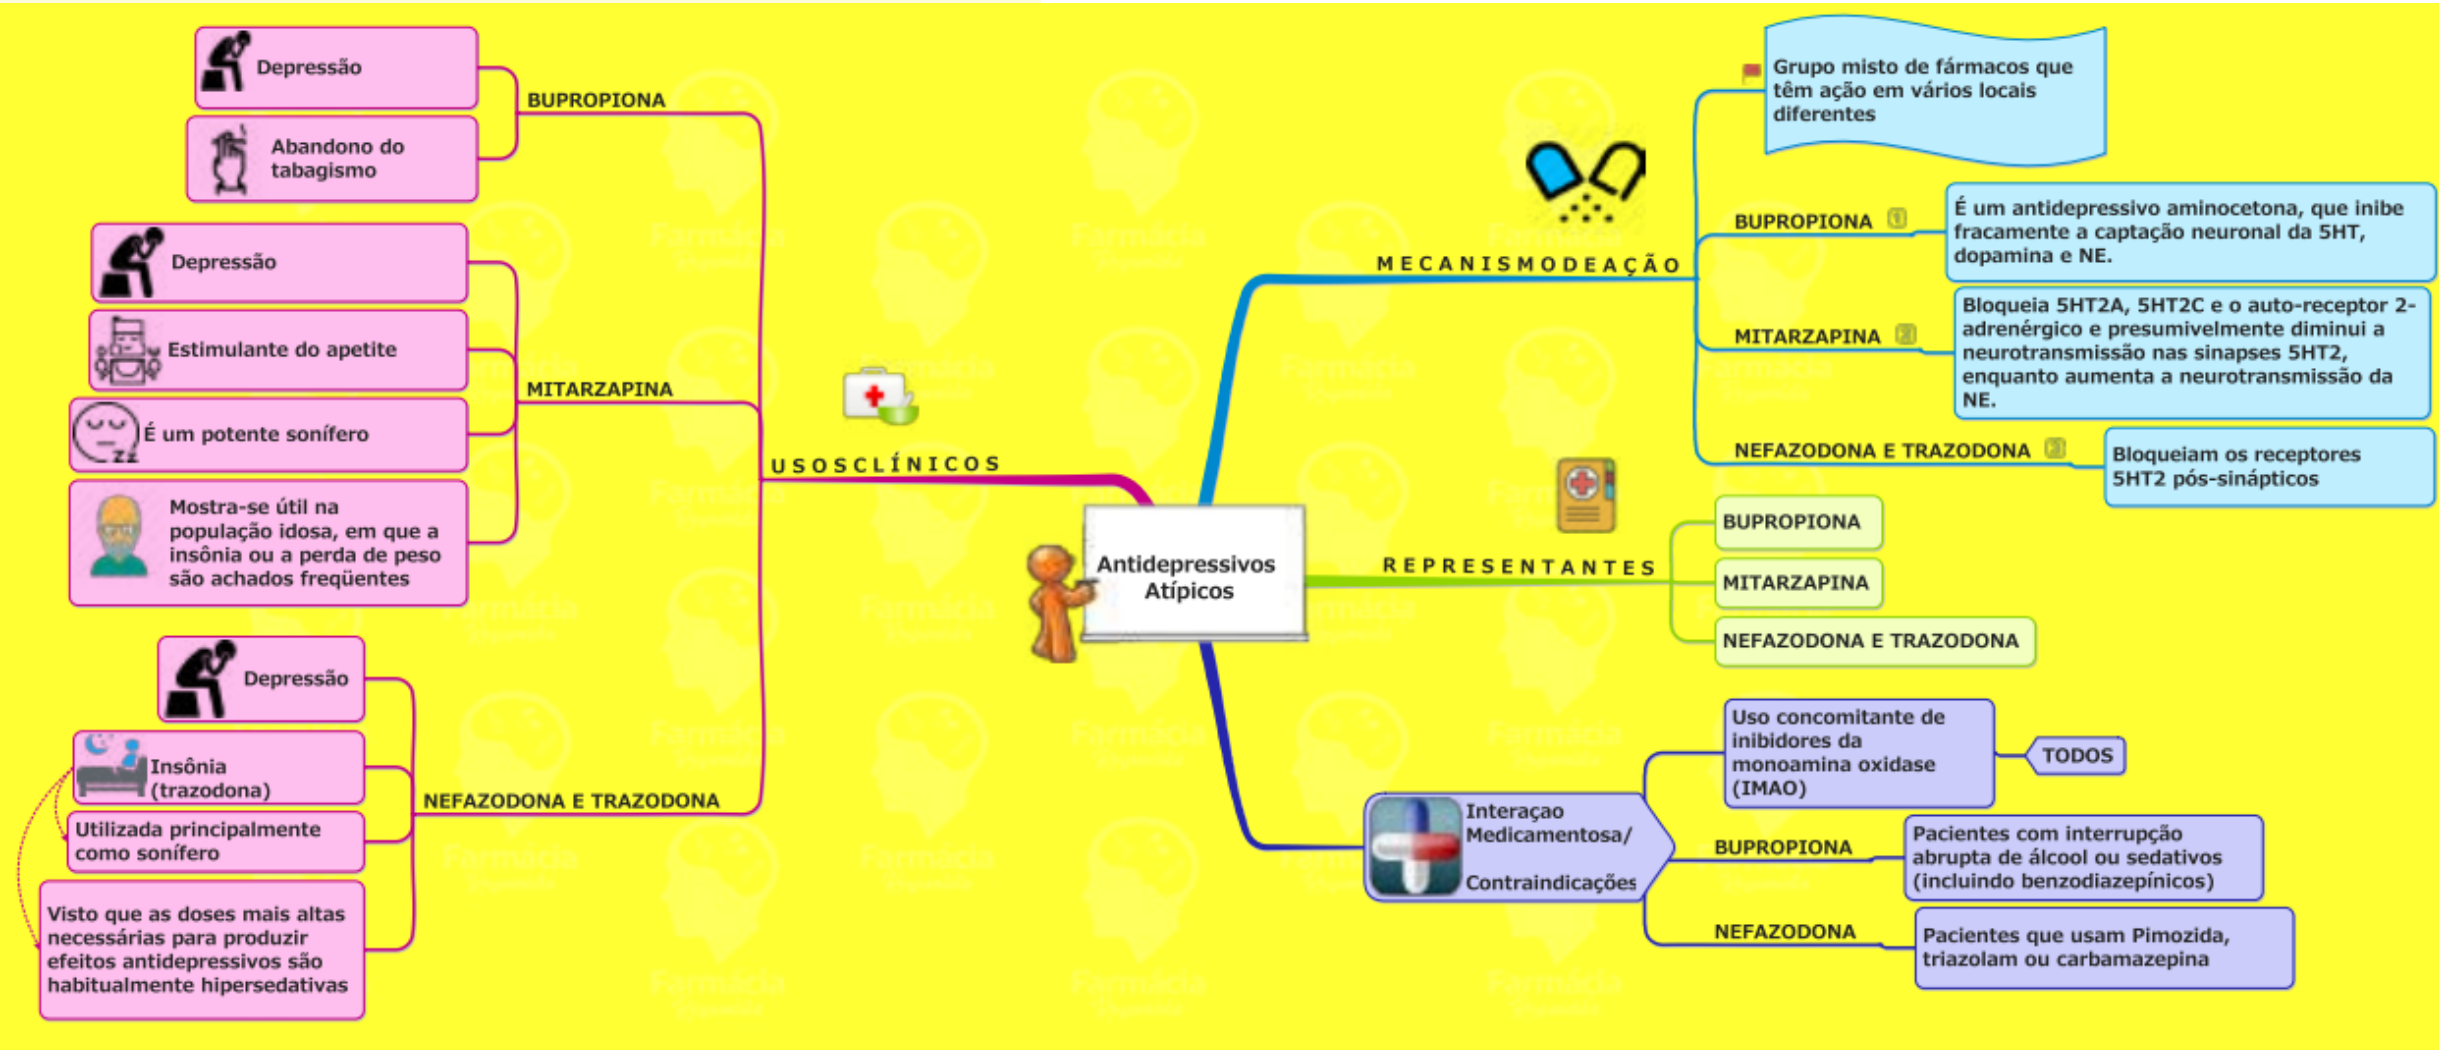 Antidepressivos
Atípicos
MECANISMODEAÇÃO
Grupo misto de fármacos que
têm ação em vários locais
diferentes
BUPROPIONA 1
É um antidepressivo aminocetona, que inibe
fracamente a captação neuronal da 5HT,
dopamina e NE.
MITARZAPINA 2
Bloqueia 5HT2A, 5HT2C e o auto-receptor 2-
adrenérgico e presumivelmente diminui a
neurotransmissão nas sinapses 5HT2,
enquanto aumenta a neurotransmissão da
NE.
NEFAZODONA E TRAZODONA 3
Bloqueiam os receptores
5HT2 pós-sinápticos
REPRESENTANTES
BUPROPIONA
MITARZAPINA
NEFAZODONA E TRAZODONA
Interaçao
Medicamentosa/
Contraindicações
Uso concomitante de
inibidores da
monoamina oxidase
(IMAO)
TODOS
BUPROPIONA
Pacientes com interrupção
abrupta de álcool ou sedativos
(incluindo benzodiazepínicos)
NEFAZODONA
Pacientes que usam Pimozida,
triazolam ou carbamazepina
USOSCLÍNICOS
BUPROPIONA
Depressão
Abandono do
tabagismo
MITARZAPINA
Depressão
Estimulante do apetite
É um potente sonífero
zz
Mostra-se útil na
população idosa, em que a
insônia ou a perda de peso
são achados freqüentes
NEFAZODONA E TRAZODONA
Depressão
Insônia
(trazodona)
Utilizada principalmente
como sonífero
Visto que as doses mais altas
necessárias para produzir
efeitos antidepressivos são
habitualmente hipersedativas
Farmácia